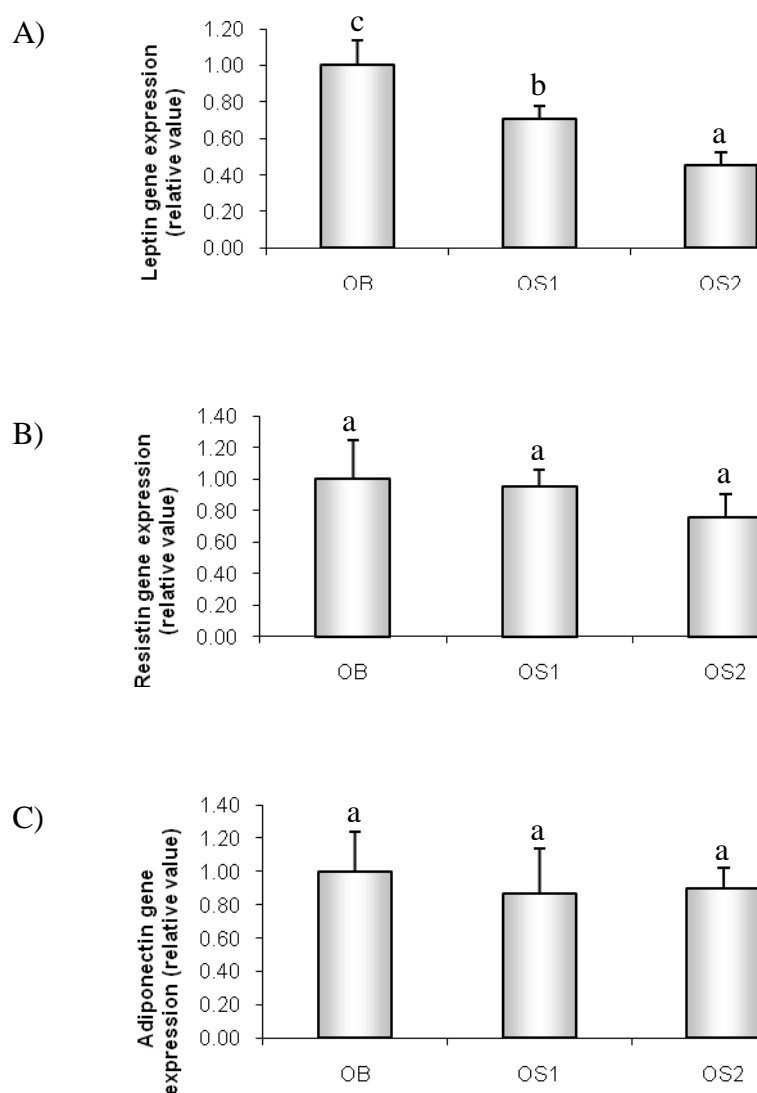 A)
Leptin gene expression
(relative value)
1.20
1.00
0.80
0.60
0.40
0.20
0.00
c
b
a
OB
OS1
OS2
B)
Resistin gene expression
(relative value)
1.40
1.20
1.00
0.80
0.60
0.40
0.20
0.00
a
a
a
OB
OS1
OS2
C)
Adiponectin gene
expression (relative value)
1.40
1.20
1.00
0.80
0.60
0.40
0.20
0.00
a
a
a
OB
OS1
OS2